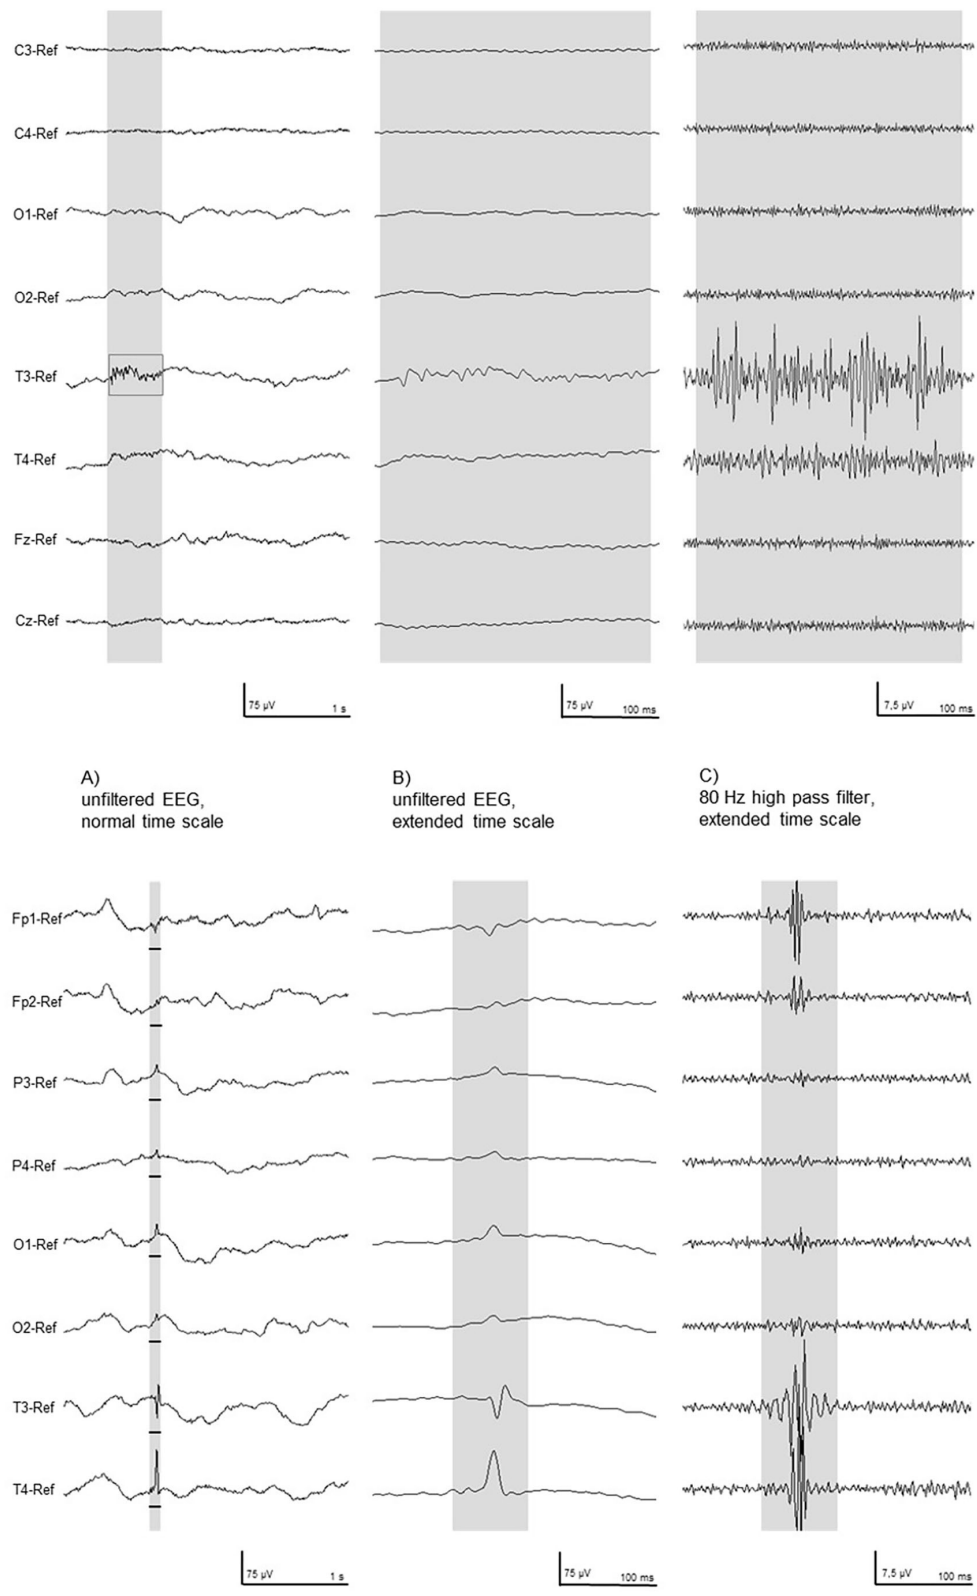 C3-Ref
C4-Ref
O1-Ref
O2-Ref
T3-Ref
T4-Ref
Fz-Ref
Cz-Ref
75 µV 1 s
75 µV 100 ms
7,5 µV 100 ms
A)
unfiltered EEG,
normal time scale
B)
unfiltered EEG,
extended time scale
C)
80 Hz high pass filter,
extended time scale
Fp1-Ref
Fp2-Ref
P3-Ref
P4-Ref
O1-Ref
O2-Ref
T3-Ref
T4-Ref
75 µV 1 s
75 µV 100 ms
7,5 µV 100 ms